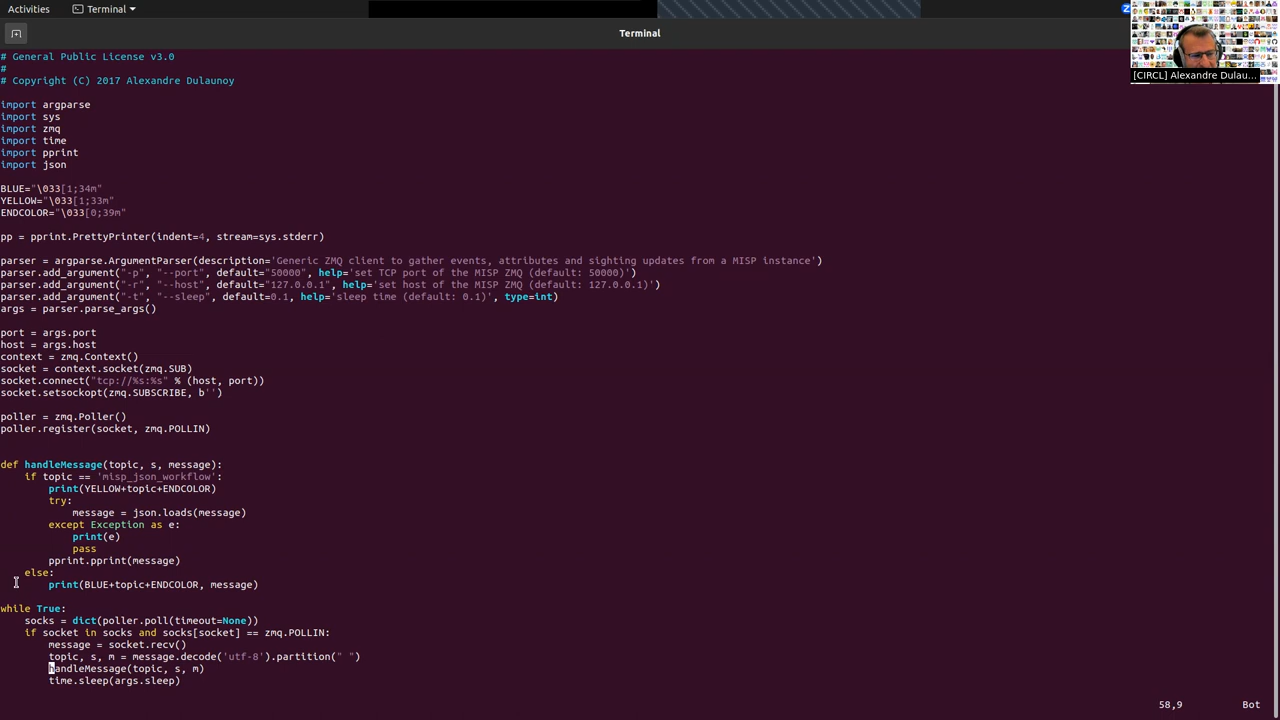 Activities
Terminal
Terminal
[CIRCL] Alexandre Dulau...
# General Public License v3.0
#
# Copyright (C) 2017 Alexandre Dulaunoy
import argparse
import sys
import zmq
import time
import pprint
import json
BLUE="\033[1;34m"
YELLOW="\033[1;33m"
ENDCOLOR="\033[0;39m"
pp = pprint.PrettyPrinter(indent=4, stream=sys.stderr)
parser = argparse.ArgumentParser(description='Generic ZMQ client to gather events, attributes and sighting updates from a MISP instance')
parser.add_argument("-p", "--port", default="50000", help='set TCP port of the MISP ZMQ (default: 50000)')
parser.add_argument("-r", "--host", default="127.0.0.1", help='set host of the MISP ZMQ (default: 127.0.0.1)')
parser.add_argument("-t", "--sleep", default=0.1, help='sleep time (default: 0.1)', type=int)
args = parser.parse_args()
port = args.port
host = args.host
context = zmq.Context()
socket = context.socket(zmq.SUB)
socket.connect("tcp://%s:%s" % (host, port))
socket.setsockopt(zmq.SUBSCRIBE, b'')
poller = zmq.Poller()
poller.register(socket, zmq.POLLIN)
def handleMessage(topic, s, message):
    if topic == 'misp_json_workflow':
        print(YELLOW+topic+ENDCOLOR)
        try:
            message = json.loads(message)
        except Exception as e:
            print(e)
            pass
        pprint.pprint(message)
    else:
        print(BLUE+topic+ENDCOLOR, message)
while True:
    socks = dict(poller.poll(timeout=None))
    if socket in socks and socks[socket] == zmq.POLLIN:
        message = socket.recv()
        topic, s, m = message.decode('utf-8').partition(" ")
        handleMessage(topic, s, m)
        time.sleep(args.sleep)
58,9
Bot